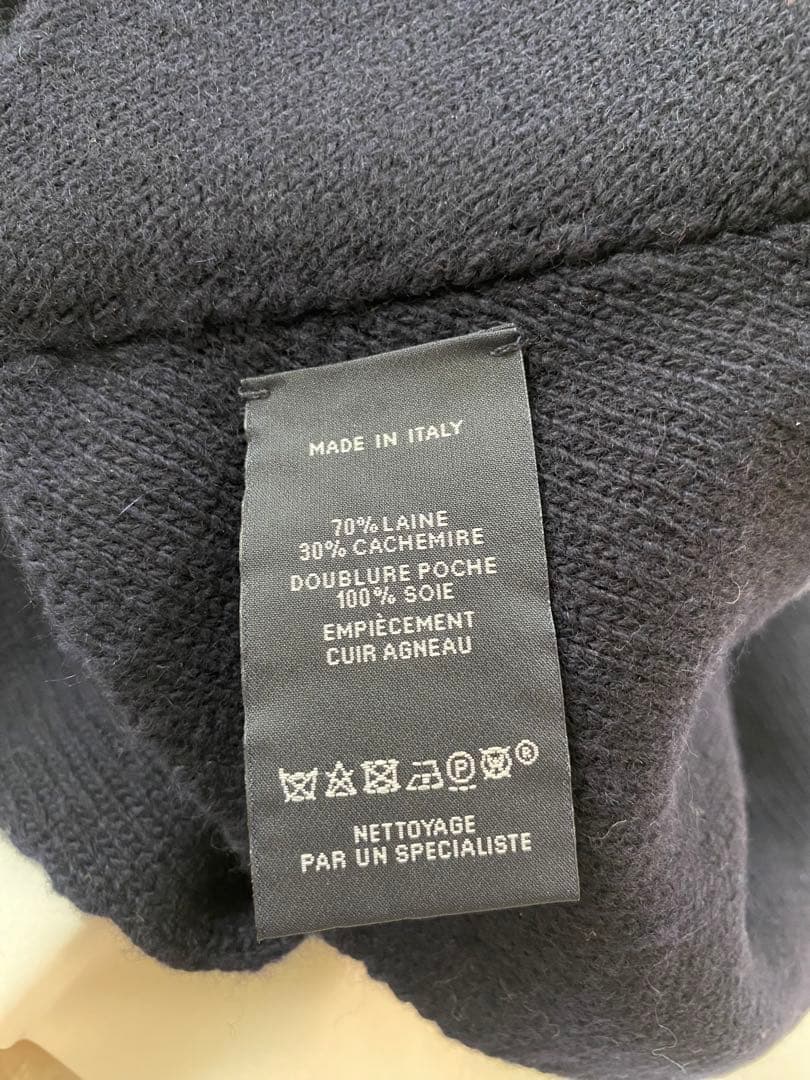 MADE IN ITALY
70% LAINE
30% CACHEMIRE
DOUBLURE POCHE
100% SOIE
EMPIÈCEMENT
CUIR AGNEAU
P W ®
NETTOYAGE
PAR UN SPECIALISTE